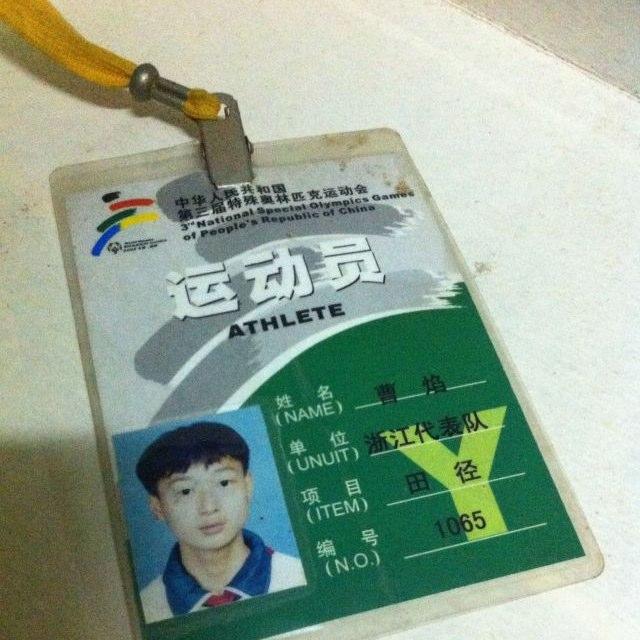 中华人民共和国
第三届特殊奥林匹克运动会
3rd National Special Olympics Games
of People's Republic of China
运动员
ATHLETE
姓 名 曹 焰
(NAME)
单 位 浙江代表队
(UNUIT)
项 目 田 径
(ITEM)
编 号 1065
(N.O.)
Y